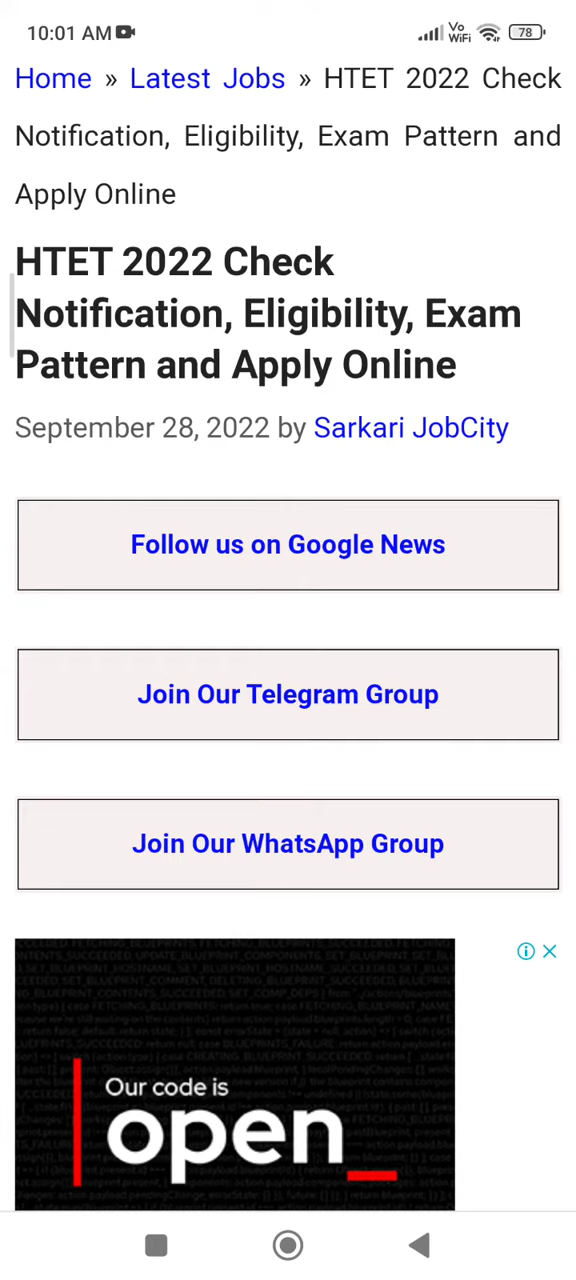 10:01 AM
Vo
WiFi
78
Home » Latest Jobs » HTET 2022 Check
Notification, Eligibility, Exam Pattern and
Apply Online
HTET 2022 Check
Notification, Eligibility, Exam
Pattern and Apply Online
September 28, 2022 by Sarkari JobCity
Follow us on Google News
Join Our Telegram Group
Join Our WhatsApp Group
Our code is
open_